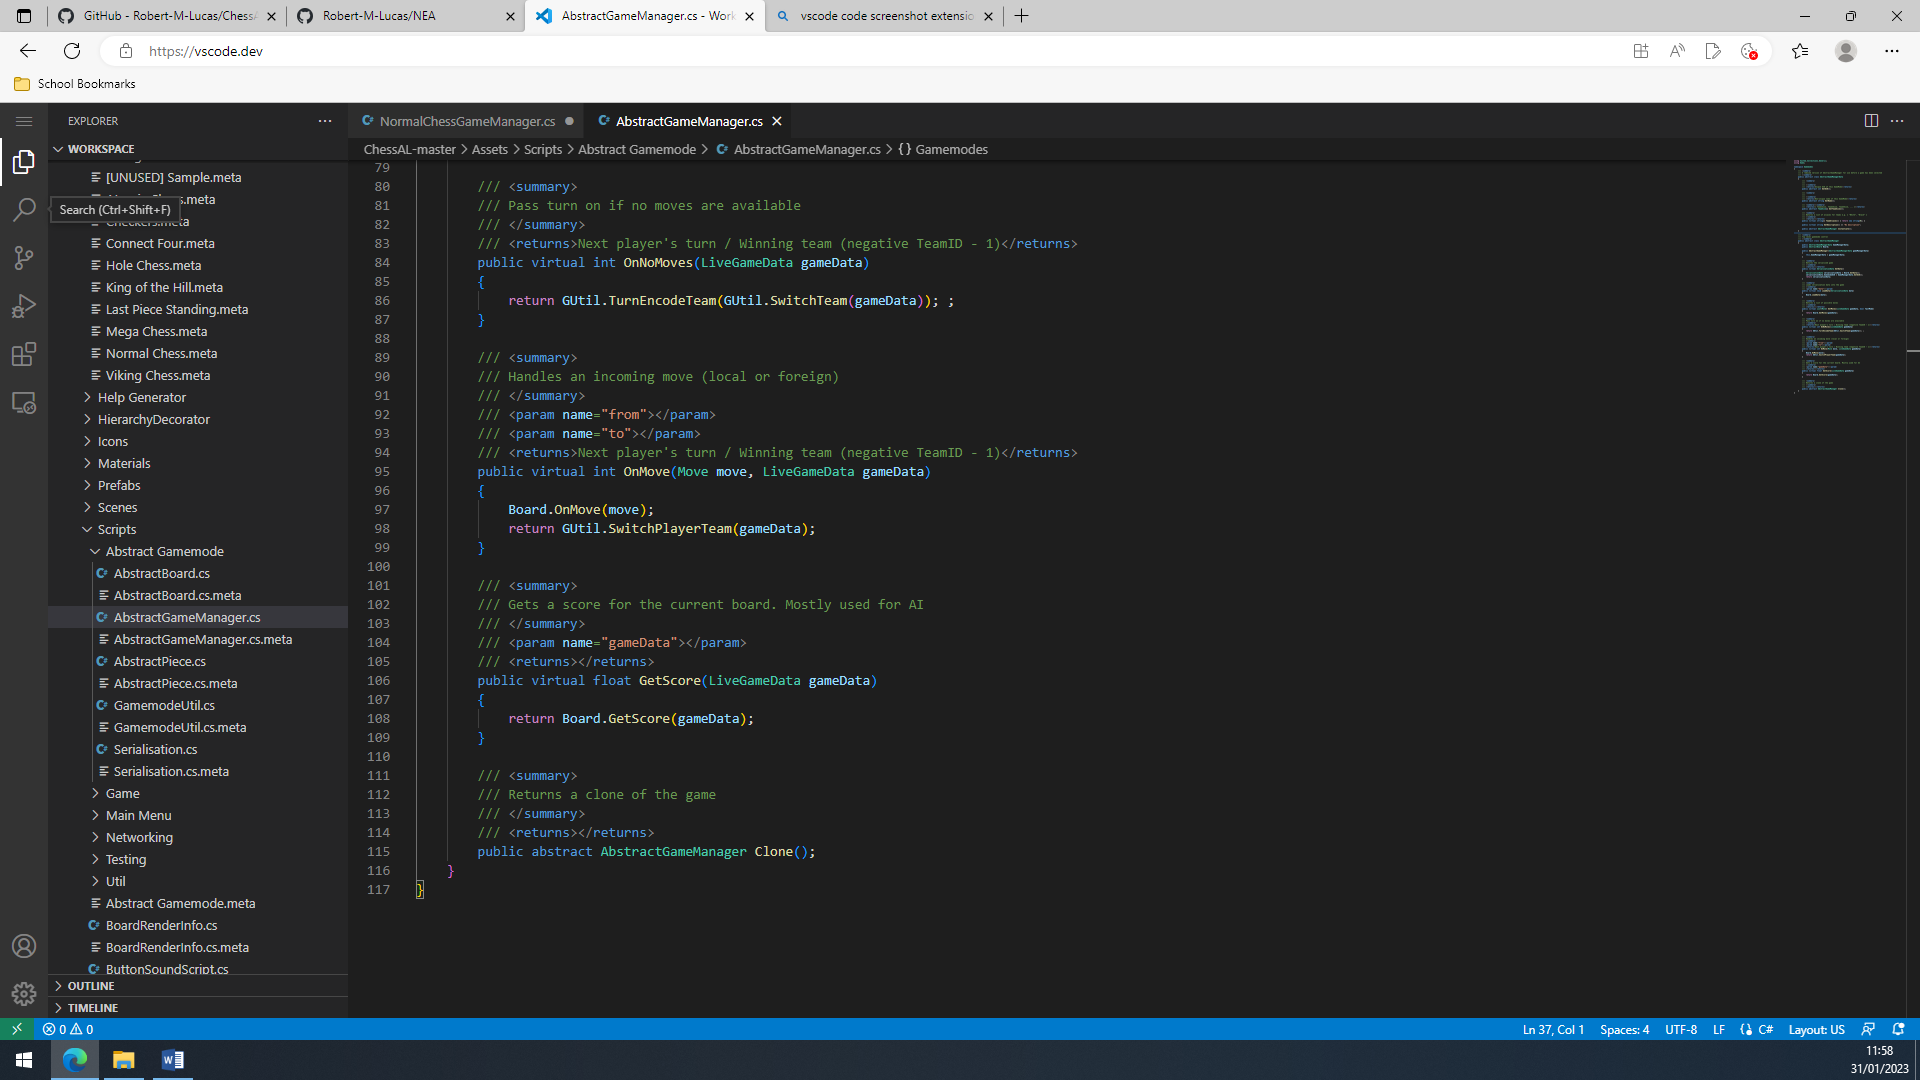 GitHub - Robert-M-Lucas/ChessA
Robert-M-Lucas/NEA
AbstractGameManager.cs - Work
vscode code screenshot extensio
https://vscode.dev
School Bookmarks
EXPLORER
WORKSPACE
[UNUSED] Sample.meta
Search (Ctrl+Shift+F)
Connect Four.meta
Hole Chess.meta
King of the Hill.meta
Last Piece Standing.meta
Mega Chess.meta
Normal Chess.meta
Viking Chess.meta
Help Generator
HierarchyDecorator
Icons
Materials
Prefabs
Scenes
Scripts
Abstract Gamemode
AbstractBoard.cs
AbstractBoard.cs.meta
AbstractGameManager.cs
AbstractGameManager.cs.meta
AbstractPiece.cs
AbstractPiece.cs.meta
GamemodeUtil.cs
GamemodeUtil.cs.meta
Serialisation.cs
Serialisation.cs.meta
Game
Main Menu
Networking
Testing
Util
Abstract Gamemode.meta
BoardRenderInfo.cs
BoardRenderInfo.cs.meta
ButtonSoundScript.cs
OUTLINE
TIMELINE
NormalChessGameManager.cs
AbstractGameManager.cs
ChessAL-master > Assets > Scripts > Abstract Gamemode > AbstractGameManager.cs > {} Gamemodes
79
80 /// <summary>
81 /// Pass turn on if no moves are available
82 /// </summary>
83 /// <returns>Next player's turn / Winning team (negative TeamID - 1)</returns>
84 public virtual int OnNoMoves(LiveGameData gameData)
85 {
86 return GUtil.TurnEncodeTeam(GUtil.SwitchTeam(gameData)); ;
87 }
88
89 /// <summary>
90 /// Handles an incoming move (local or foreign)
91 /// </summary>
92 /// <param name="from"></param>
93 /// <param name="to"></param>
94 /// <returns>Next player's turn / Winning team (negative TeamID - 1)</returns>
95 public virtual int OnMove(Move move, LiveGameData gameData)
96 {
97 Board.OnMove(move);
98 return GUtil.SwitchPlayerTeam(gameData);
99 }
100
101 /// <summary>
102 /// Gets a score for the current board. Mostly used for AI
103 /// </summary>
104 /// <param name="gameData"></param>
105 /// <returns></returns>
106 public virtual float GetScore(LiveGameData gameData)
107 {
108 return Board.GetScore(gameData);
109 }
110
111 /// <summary>
112 /// Returns a clone of the game
113 /// </summary>
114 /// <returns></returns>
115 public abstract AbstractGameManager Clone();
116 }
117 }
0 0
Ln 37, Col 1 Spaces: 4 UTF-8 LF C# Layout: US
11:58
31/01/2023